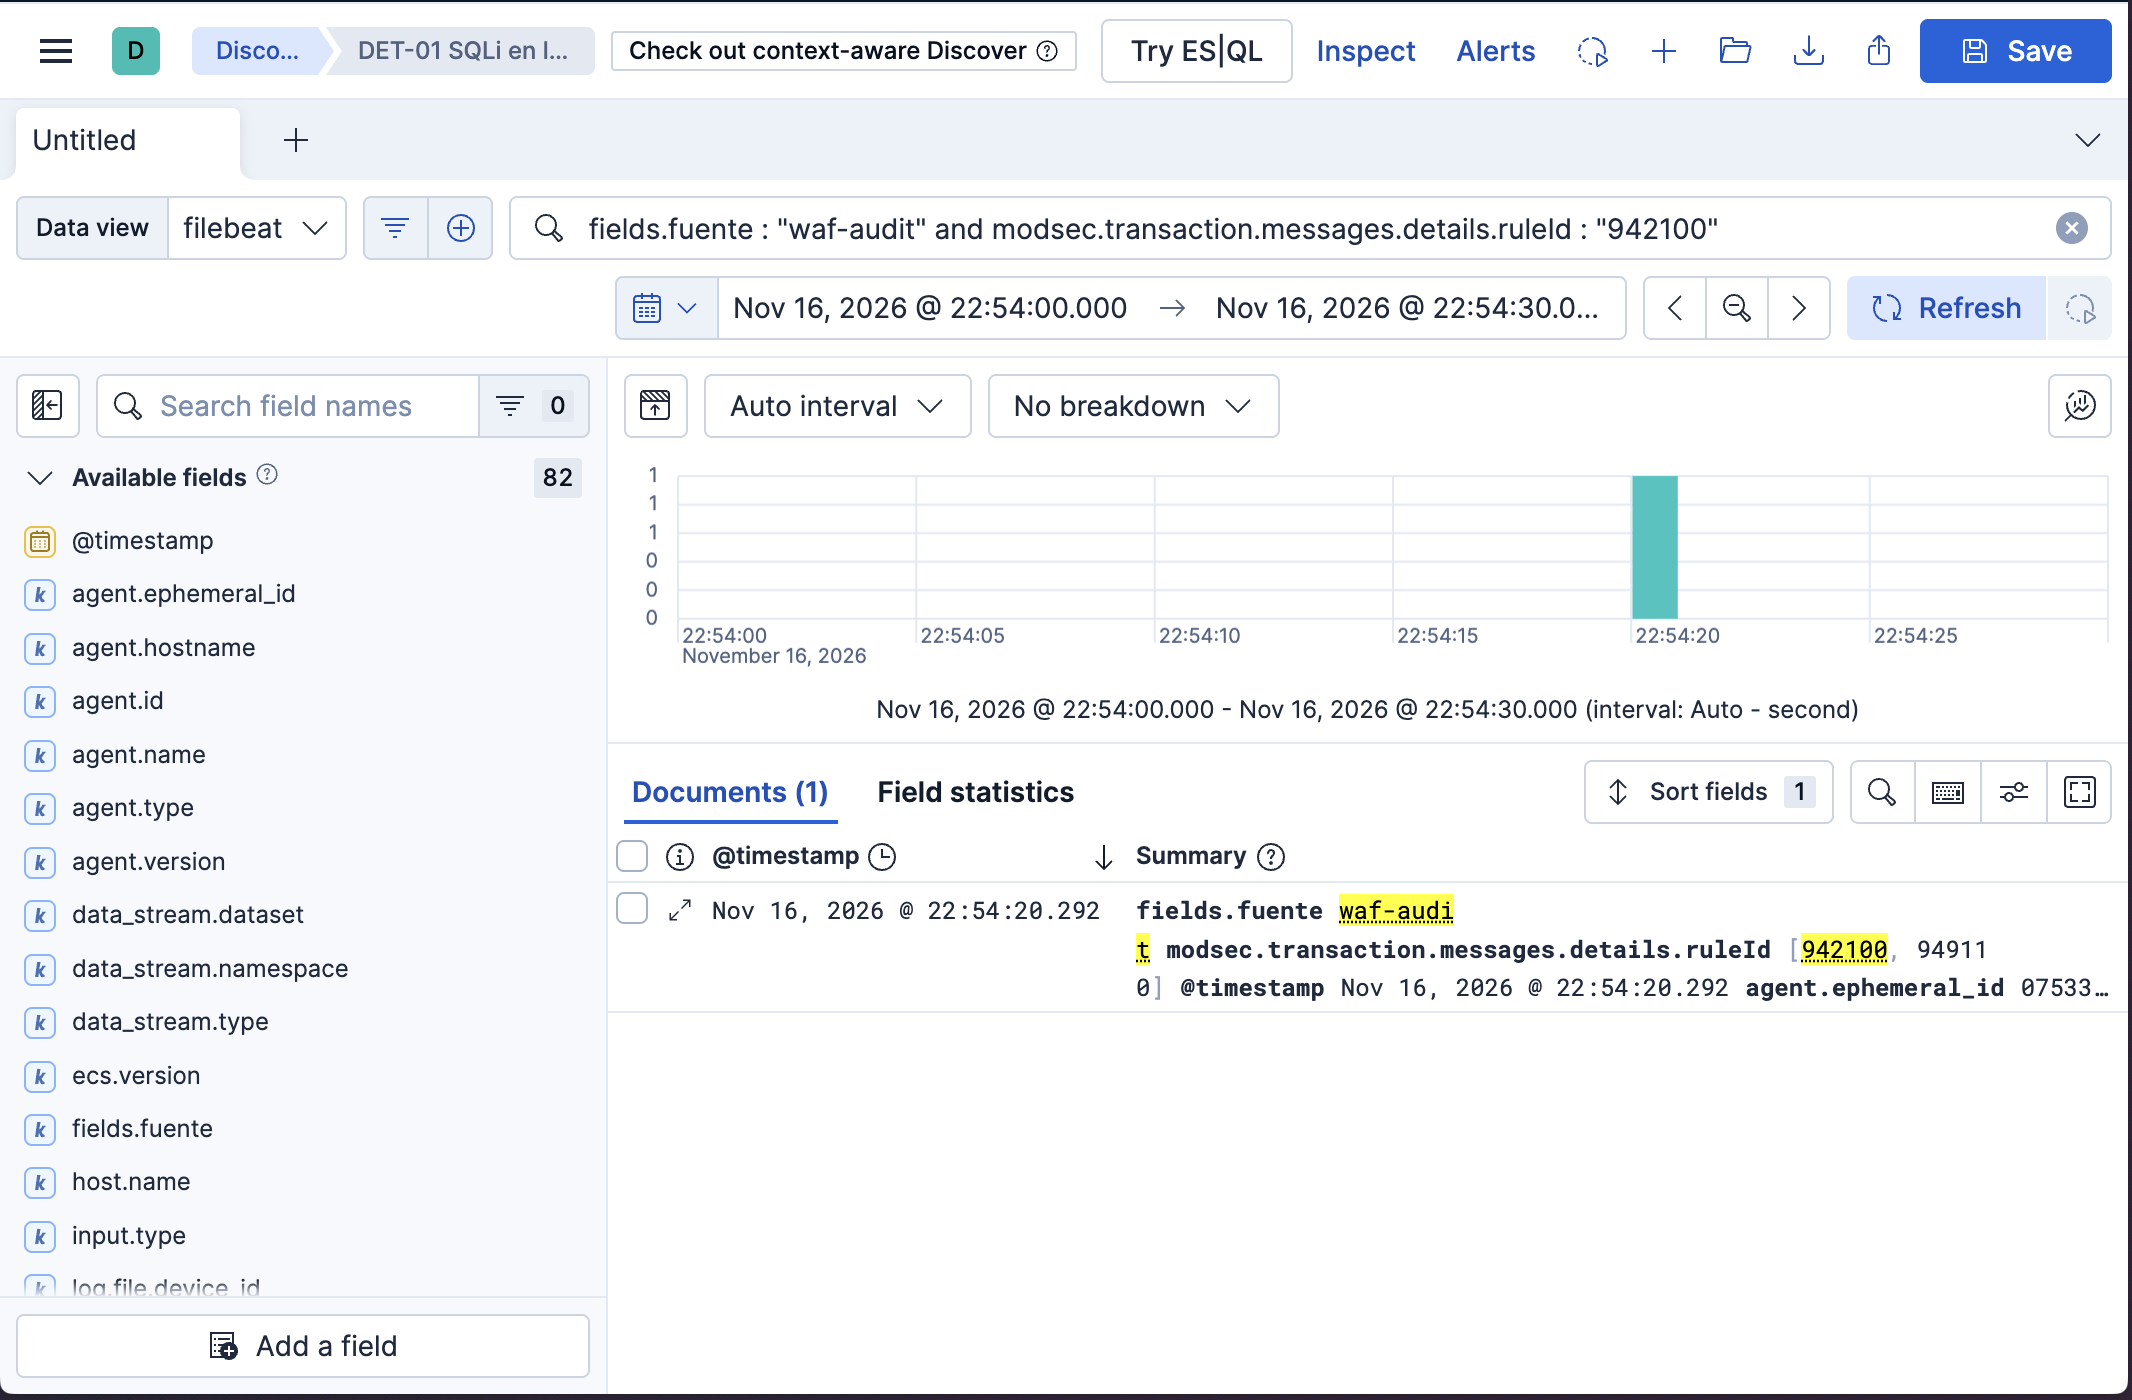 D Disco... DET-01 SQLi en l... Check out context-aware Discover Try ES|QL Inspect Alerts Save
Untitled
Data view filebeat fields.fuente : "waf-audit" and modsec.transaction.messages.details.ruleId : "942100"
Nov 16, 2026 @ 22:54:00.000 → Nov 16, 2026 @ 22:54:30.0... Refresh
Search field names 0 Auto interval No breakdown
Available fields 82
@timestamp
k agent.ephemeral_id
k agent.hostname
k agent.id
k agent.name
k agent.type
k agent.version
k data_stream.dataset
k data_stream.namespace
k data_stream.type
k ecs.version
k fields.fuente
k host.name
k input.type
k log.file.device_id
Add a field
1
1
1
0
0
0
22:54:00 22:54:05 22:54:10 22:54:15 22:54:20 22:54:25
November 16, 2026
Nov 16, 2026 @ 22:54:00.000 - Nov 16, 2026 @ 22:54:30.000 (interval: Auto - second)
Documents (1) Field statistics Sort fields 1
@timestamp Summary
Nov 16, 2026 @ 22:54:20.292 fields.fuente waf-audi
t modsec.transaction.messages.details.ruleId [942100, 94911
0] @timestamp Nov 16, 2026 @ 22:54:20.292 agent.ephemeral_id 07533…